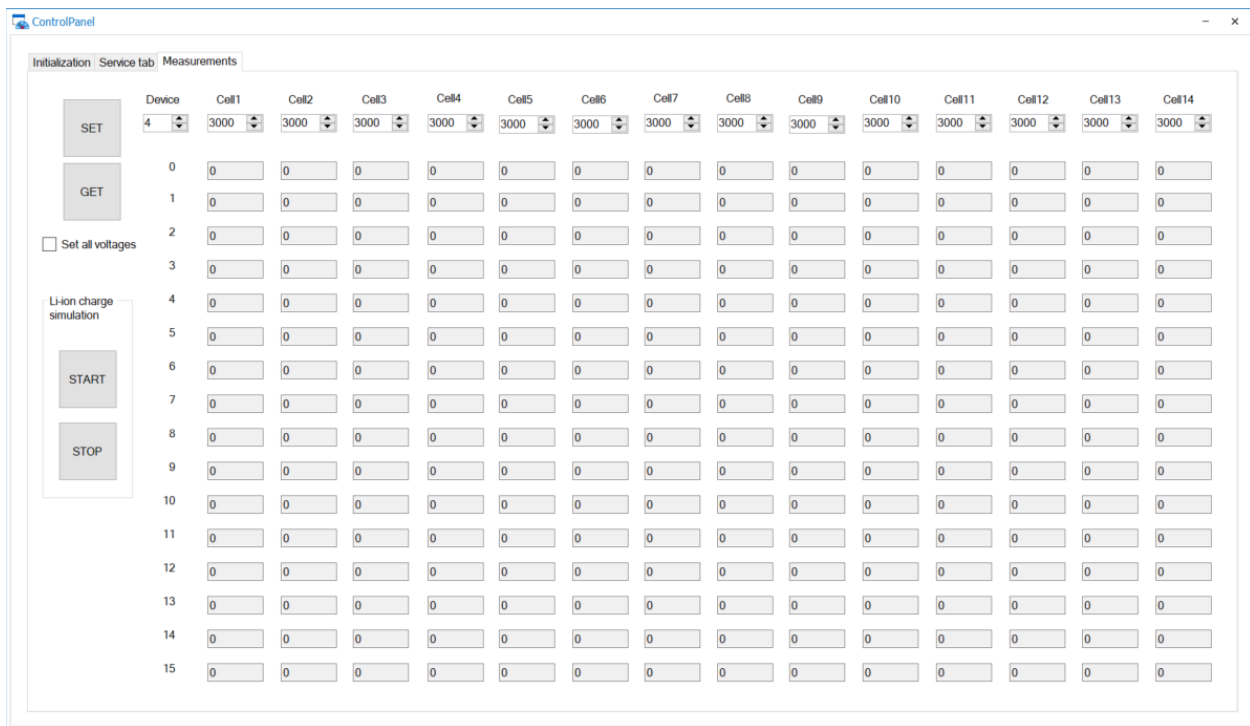 ControlPanel
Initialization Service tab Measurements
Device Cell1 Cell2 Cell3 Cell4 Cell5 Cell6 Cell7 Cell8 Cell9 Cell10 Cell11 Cell12 Cell13 Cell14
SET 4 3000 3000 3000 3000 3000 3000 3000 3000 3000 3000 3000 3000 3000 3000
0 0 0 0 0 0 0 0 0 0 0 0 0 0 0
GET
1 0 0 0 0 0 0 0 0 0 0 0 0 0 0
2 0 0 0 0 0 0 0 0 0 0 0 0 0 0
Set all voltages
3 0 0 0 0 0 0 0 0 0 0 0 0 0 0
Li-ion charge
simulation
4 0 0 0 0 0 0 0 0 0 0 0 0 0 0
5 0 0 0 0 0 0 0 0 0 0 0 0 0 0
6 0 0 0 0 0 0 0 0 0 0 0 0 0 0
START
7 0 0 0 0 0 0 0 0 0 0 0 0 0 0
8 0 0 0 0 0 0 0 0 0 0 0 0 0 0
STOP
9 0 0 0 0 0 0 0 0 0 0 0 0 0 0
10 0 0 0 0 0 0 0 0 0 0 0 0 0 0
11 0 0 0 0 0 0 0 0 0 0 0 0 0 0
12 0 0 0 0 0 0 0 0 0 0 0 0 0 0
13 0 0 0 0 0 0 0 0 0 0 0 0 0 0
14 0 0 0 0 0 0 0 0 0 0 0 0 0 0
15 0 0 0 0 0 0 0 0 0 0 0 0 0 0